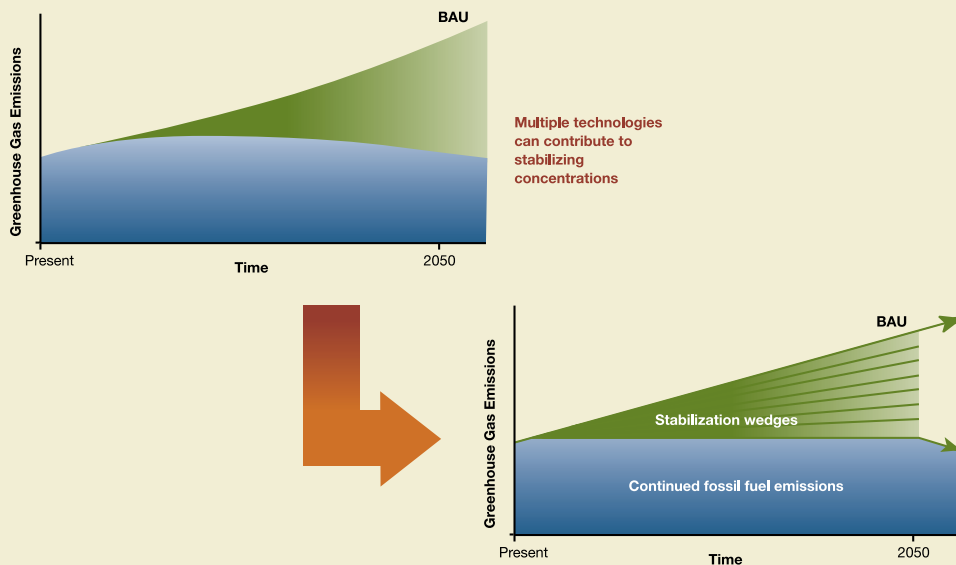 BAU
Greenhouse Gas Emissions
Present
2050
Time
Multiple technologies
can contribute to
stabilizing
concentrations
BAU
Greenhouse Gas Emissions
Stabilization wedges
Continued fossil fuel emissions
Present
2050
Time